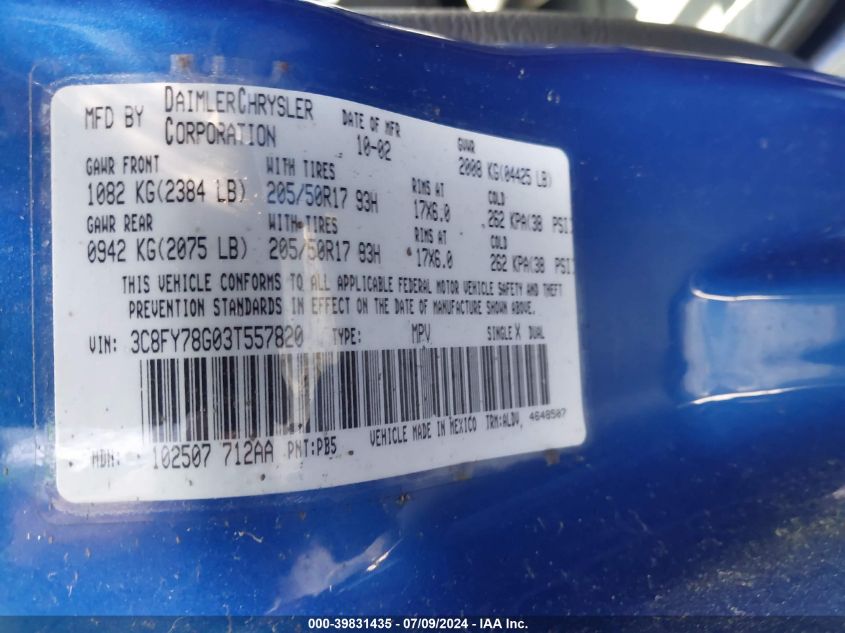 MFD BY DAIMLERCHRYSLER CORPORATION DATE OF MFR 10-02 GVWR 2008 KG(04425 LB)
GAWR FRONT WITH TIRES RIMS AT COLD
1082 KG(2384 LB) 205/50R17 93H 17X6.0 262 KPA(38 PSI)
GAWR REAR WITH TIRES RIMS AT COLD
0942 KG(2075 LB) 205/50R17 93H 17X6.0 262 KPA(38 PSI)
THIS VEHICLE CONFORMS TO ALL APPLICABLE FEDERAL MOTOR VEHICLE SAFETY AND THEFT
PREVENTION STANDARDS IN EFFECT ON THE DATE OF MANUFACTURE SHOWN ABOVE.
VIN: 3C8FY78G03T557820 TYPE: MPV SINGLE X DUAL
MDH: 102507 712AA PNT:PB5 VEHICLE MADE IN MEXICO TRM:ALDV, 4648507
000-39831435 - 07/09/2024 - IAA Inc.